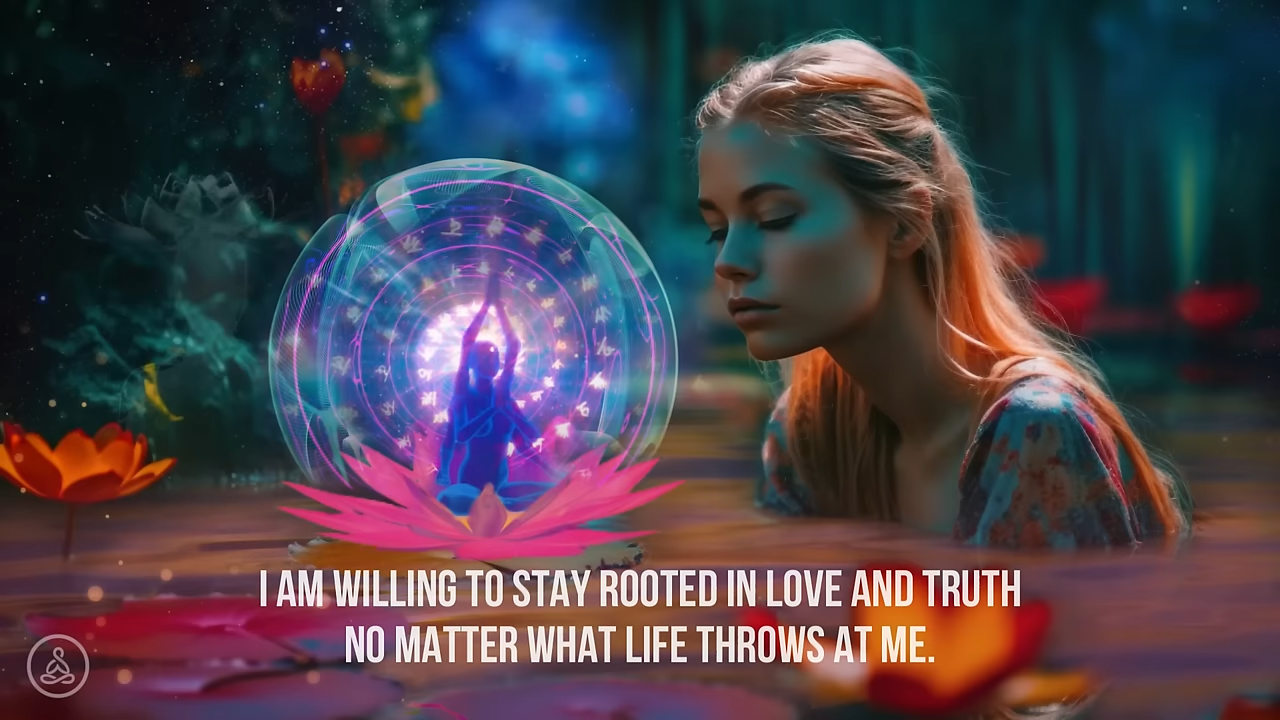 I AM WILLING TO STAY ROOTED IN LOVE AND TRUTH
NO MATTER WHAT LIFE THROWS AT ME.